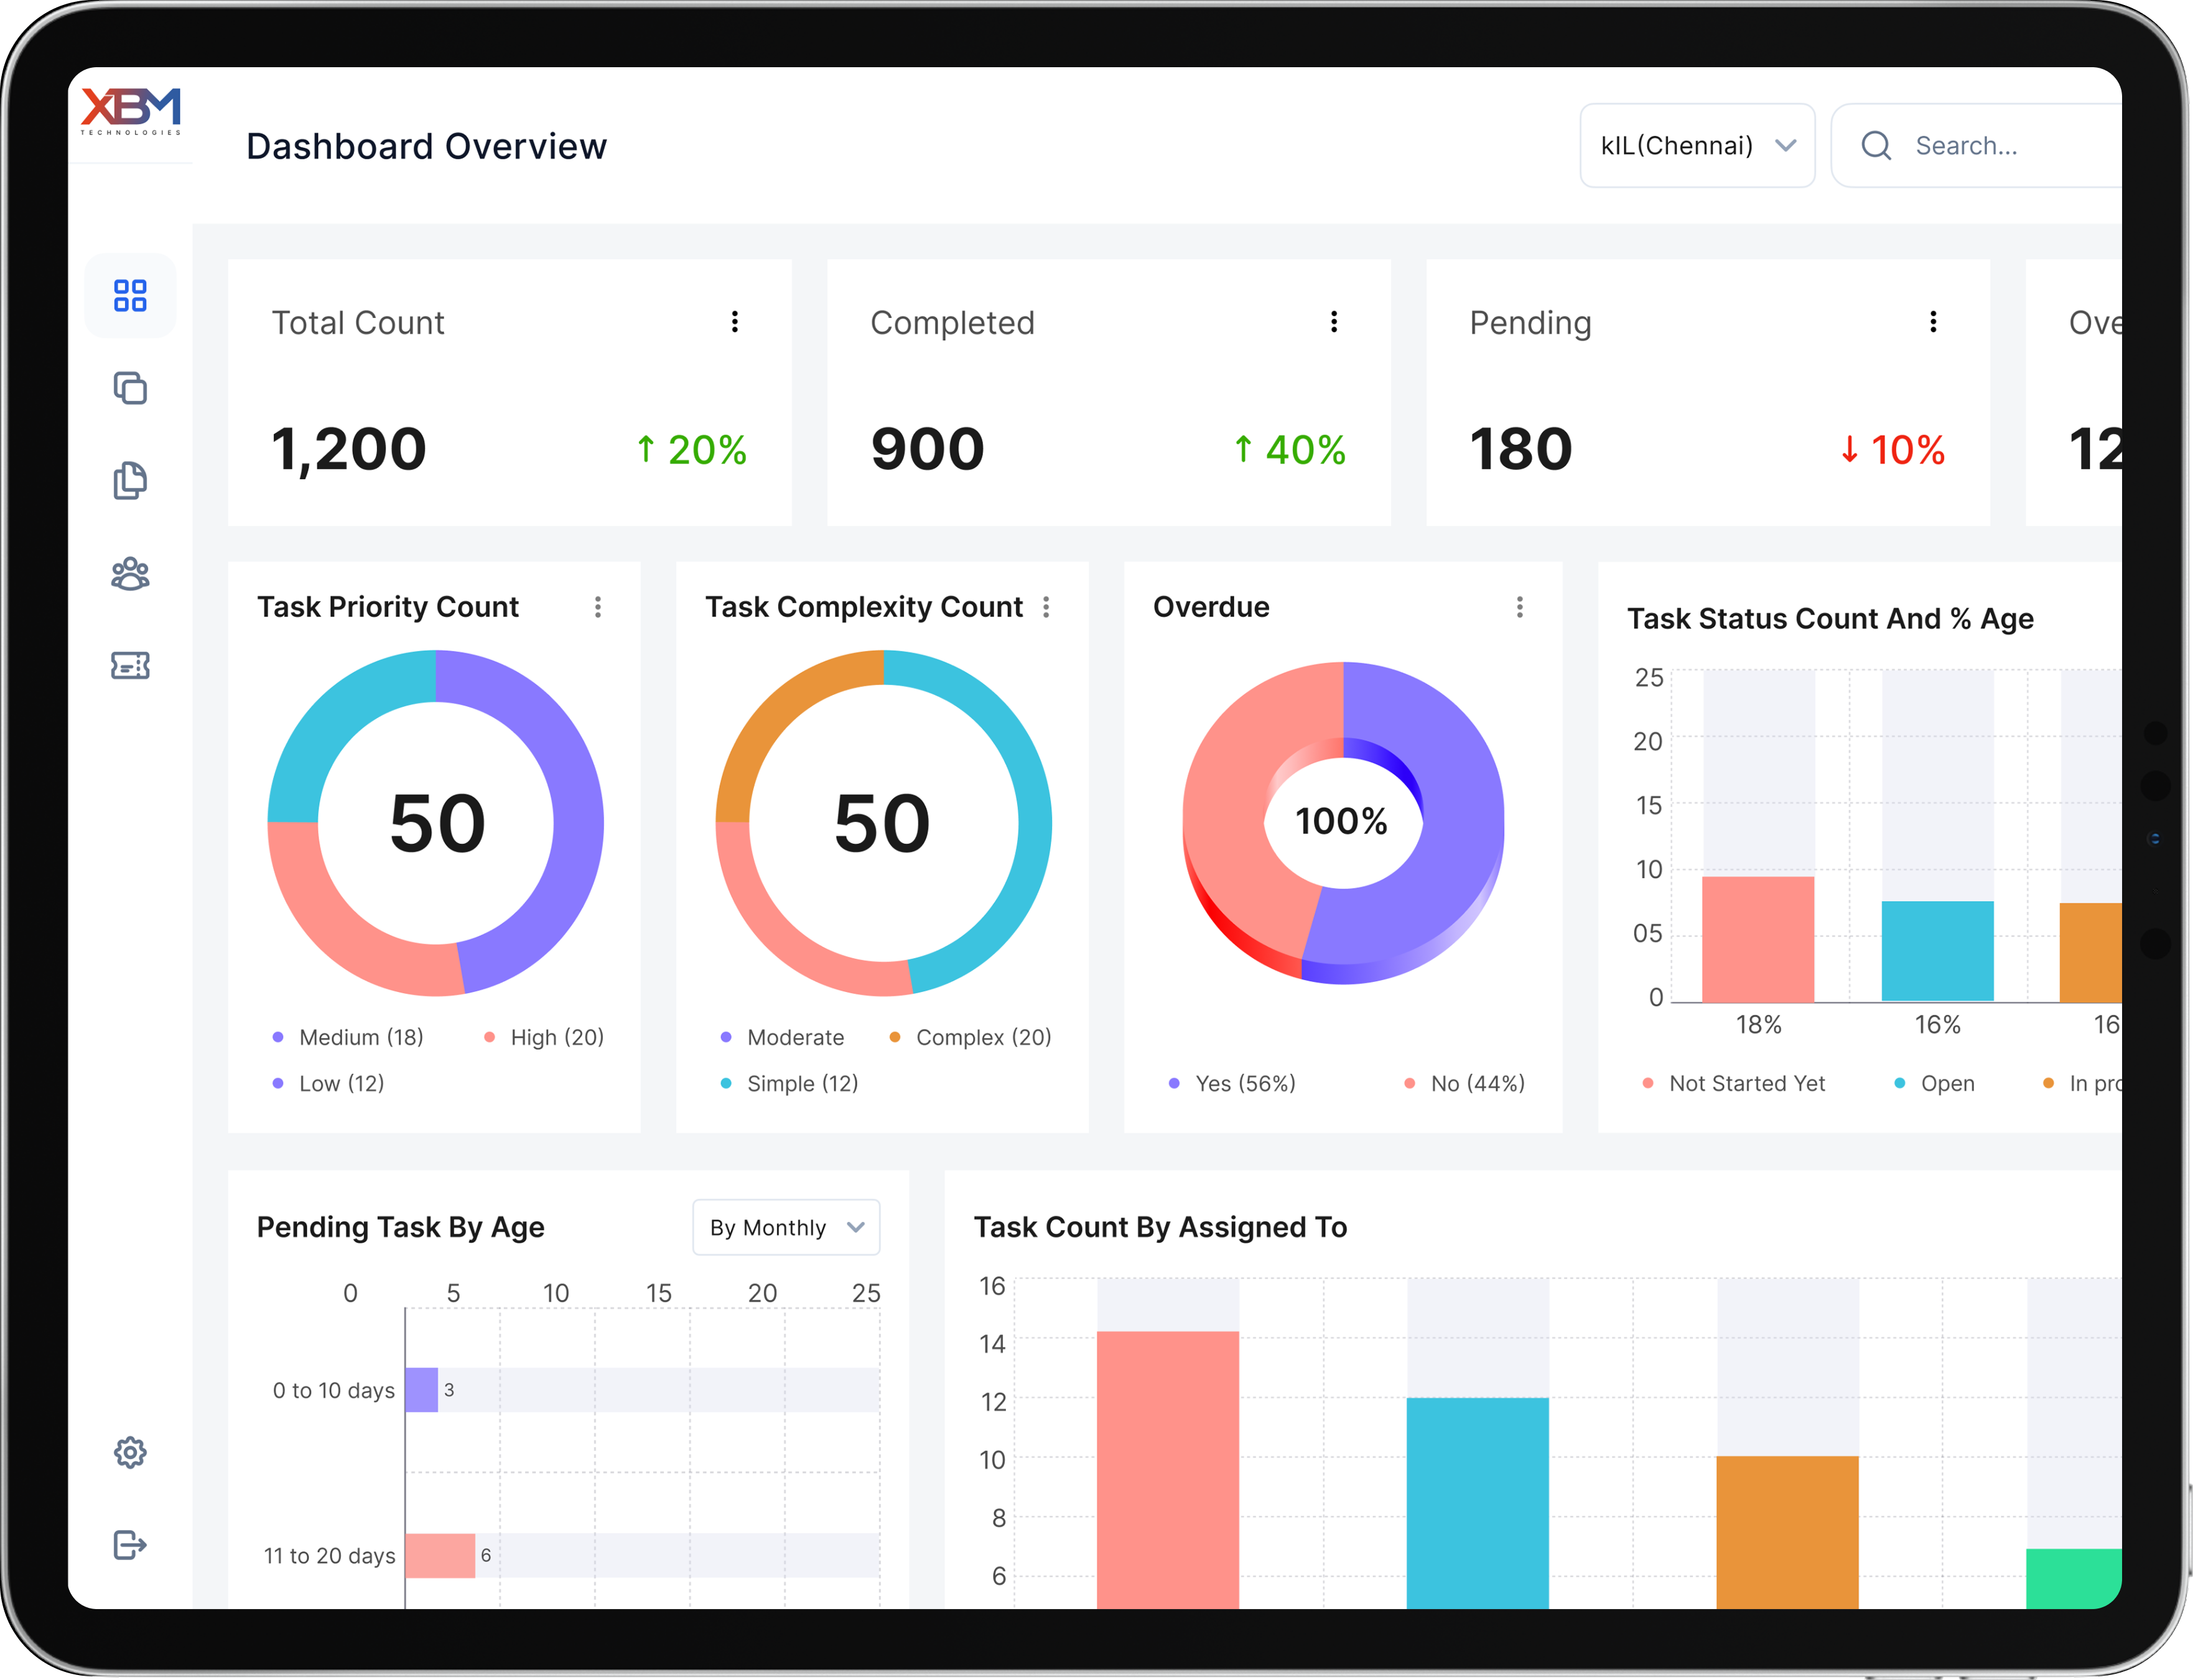 XBM
TECHNOLOGIES
Dashboard Overview
kIL(Chennai)
Search...
Total Count
1,200
↑ 20%
Completed
900
↑ 40%
Pending
180
↓ 10%
Ove
12
Task Priority Count
50
Medium (18)
High (20)
Low (12)
Task Complexity Count
50
Moderate
Complex (20)
Simple (12)
Overdue
100%
Yes (56%)
No (44%)
Task Status Count And % Age
25
20
15
10
05
0
18%
16%
16
Not Started Yet
Open
In pro
Pending Task By Age
By Monthly
0 5 10 15 20 25
0 to 10 days
3
11 to 20 days
6
Task Count By Assigned To
16
14
12
10
8
6